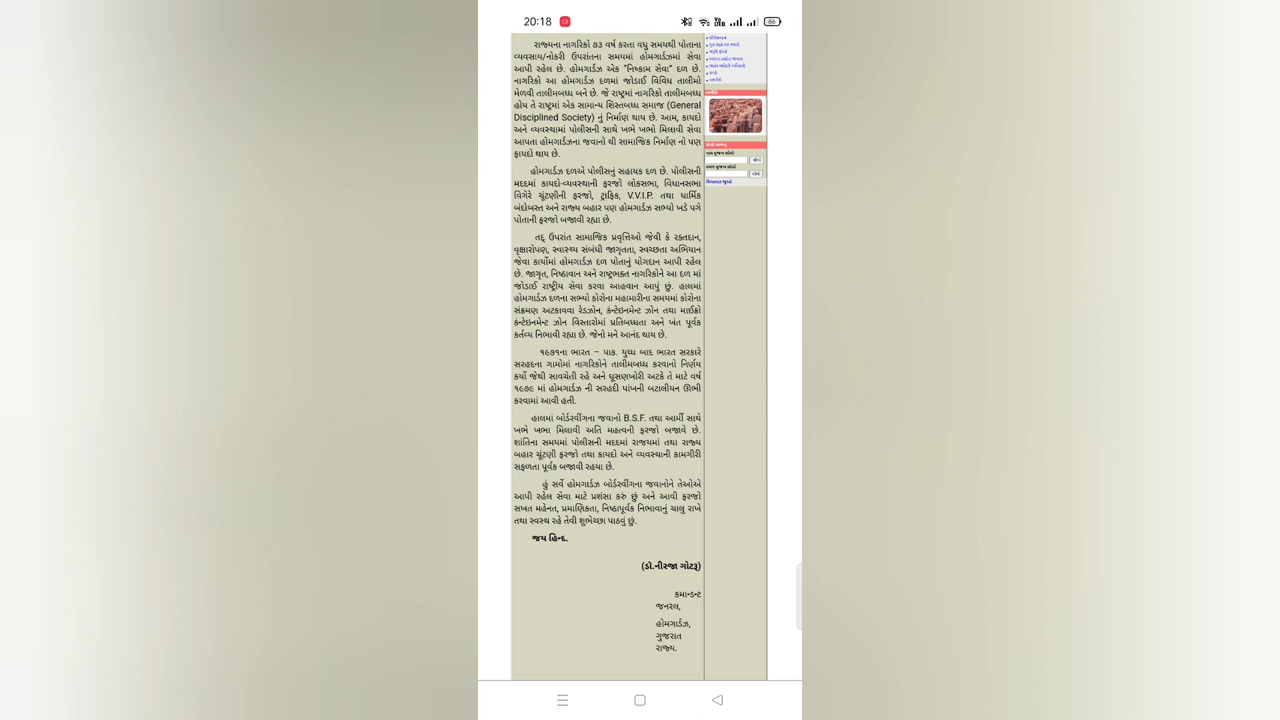 20:18
66
રાજ્યના નાગરિકો ૭૩ વર્ષ કરતા વધુ સમયથી પોતાના
વ્યવસાય/નોકરી ઉપરાંતના સમયમાં હોમગાર્ડઝમાં સેવા
આપી રહેલ છે. હોમગાર્ડઝ એક “નિષ્કામ સેવા” દળ છે.
નાગરિકો આ હોમગાર્ડઝ દળમાં જોડાઈ વિવિધ તાલીમો
મેળવી તાલીમબધ્ધ બને છે. જે રાષ્ટ્રમાં નાગરિકો તાલીમબધ્ધ
હોય તે રાષ્ટ્રમાં એક સામાન્ય શિસ્તબધ્ધ સમાજ (General
Disciplined Society) નું નિર્માણ થાય છે. આમ, કાયદો
અને વ્યવસ્થામાં પોલીસની સાથે ખભે ખભો મિલાવી સેવા
આપતા હોમગાર્ડઝના જવાનો થી સામાજિક નિર્માણ નો પણ
ફાયદો થાય છે.
હોમગાર્ડઝ દળએ પોલીસનું સહાયક દળ છે. પોલીસની
મદદમાં કાયદો-વ્યવસ્થાની ફરજો લોકસભા, વિધાનસભા
વિગેરે ચૂંટણીની ફરજો, ટ્રાફિક, V.V.I.P. તથા ધાર્મિક
બંદોબસ્ત અને રાજ્ય બહાર પણ હોમગાર્ડઝ સભ્યો ખડે પગે
પોતાની ફરજો બજાવી રહ્યા છે.
તદ્દ ઉપરાંત સામાજિક પ્રવૃત્તિઓ જેવી કે રક્તદાન,
વૃક્ષારોપણ, સ્વાસ્થ્ય સંબંધી જાગૃતતા, સ્વચ્છતા અભિયાન
જેવા કાર્યોમાં હોમગાર્ડઝ દળ પોતાનું યોગદાન આપી રહેલ
છે. જાગૃત, નિષ્ઠાવાન અને રાષ્ટ્રભક્ત નાગરિકોને આ દળ માં
જોડાઈ રાષ્ટ્રીય સેવા કરવા આહવાન આપું છું. હાલમાં
હોમગાર્ડઝ દળના સભ્યો કોરોના મહામારીના સમયમાં કોરોના
સંક્રમણ અટકાવવા રેડઝોન, કંન્ટેઇનમેન્ટ ઝોન તથા માઈક્રો
કંન્ટેઇનમેન્ટ ઝોન વિસ્તારોમાં પ્રતિબધ્ધતા અને ખંત પૂર્વક
કર્તવ્ય નિભાવી રહ્યા છે. જેનો મને આનંદ થાય છે.
૧૯૭૧ના ભારત – પાક. યુધ્ધ બાદ ભારત સરકારે
સરહદના ગામોમાં નાગરિકોને તાલીમબધ્ધ કરવાનો નિર્ણય
કર્યો જેથી સાવચેતી રહે અને ઘૂસણખોરી અટકે તે માટે વર્ષ
૧૯૭૯ માં હોમગાર્ડઝ ની સરહદી પાંખની બટાલીયન ઊભી
કરવામાં આવી હતી.
હાલમાં બોર્ડરવીંગના જવાનો B.S.F. તથા આર્મી સાથે
ખભે ખભા મિલાવી અતિ મહત્વની ફરજો બજાવે છે.
શાંતિના સમયમાં પોલીસની મદદમાં રાજયમાં તથા રાજ્ય
બહાર ચૂંટણી ફરજો તથા કાયદો અને વ્યવસ્થાની કામગીરી
સફળતા પૂર્વક બજાવી રહયા છે.
હું સર્વે હોમગાર્ડઝ બોર્ડરવીંગના જવાનોને તેઓએ
આપી રહેલ સેવા માટે પ્રશંસા કરું છું અને આવી ફરજો
સખત મહેનત, પ્રમાણિકતા, નિષ્ઠાપૂર્વક નિભાવાનું ચાલુ રાખે
તથા સ્વસ્થ રહે તેવી શુભેચ્છા પાઠવું છું.
જય હિન્દ.
(ડૉ.નીરજા ગોટરૂ)
કમાન્ડન્ટ
જનરલ,
હોમગાર્ડઝ,
ગુજરાત
રાજ્ય.